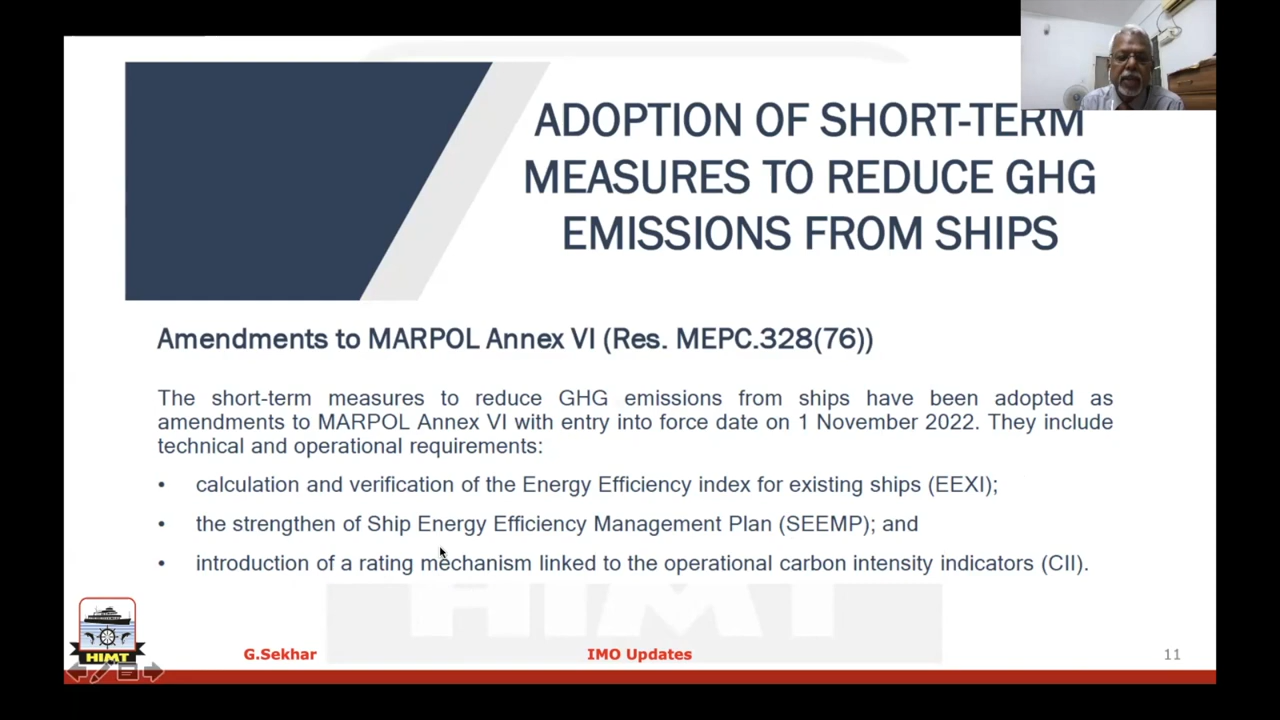 ADOPTION OF SHORT-TERM
MEASURES TO REDUCE GHG
EMISSIONS FROM SHIPS
Amendments to MARPOL Annex VI (Res. MEPC.328(76))
The short-term measures to reduce GHG emissions from ships have been adopted as
amendments to MARPOL Annex VI with entry into force date on 1 November 2022. They include
technical and operational requirements:
• calculation and verification of the Energy Efficiency index for existing ships (EEXI);
• the strengthen of Ship Energy Efficiency Management Plan (SEEMP); and
• introduction of a rating mechanism linked to the operational carbon intensity indicators (CII).
HIMT
HIMT
G.Sekhar
IMO Updates
11